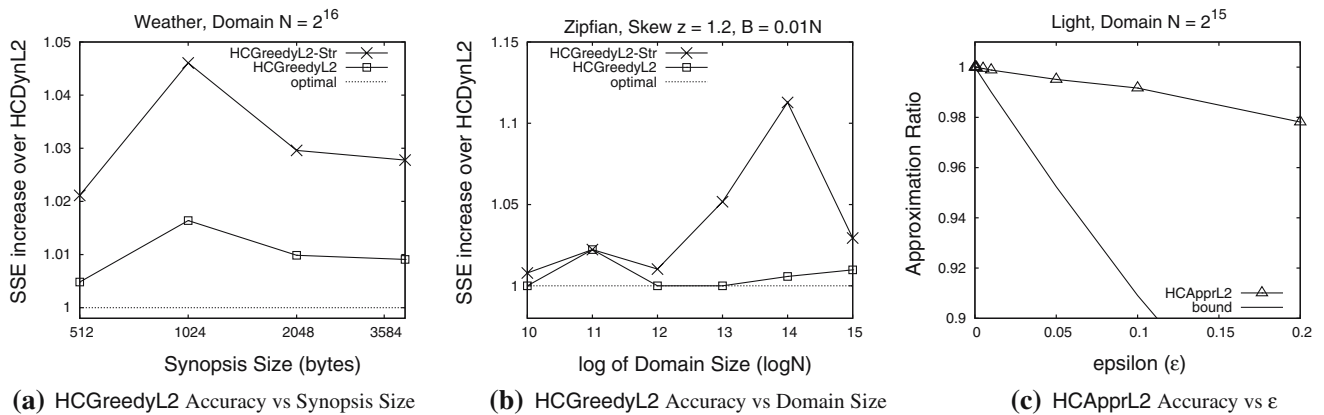 Weather, Domain N = 2^16
SSE increase over HCDynL2
1.05
1.04
1.03
1.02
1.01
1
HCGreedyL2-Str
HCGreedyL2
optimal
512
1024
2048
3584
Synopsis Size (bytes)
(a) HCGreedyL2 Accuracy vs Synopsis Size
Zipfian, Skew z = 1.2, B = 0.01N
SSE increase over HCDynL2
1.15
1.1
1.05
1
HCGreedyL2-Str
HCGreedyL2
optimal
10
11
12
13
14
15
log of Domain Size (logN)
(b) HCGreedyL2 Accuracy vs Domain Size
Light, Domain N = 2^15
Approximation Ratio
1
0.98
0.96
0.94
0.92
0.9
HCApprL2
bound
0
0.05
0.1
0.15
0.2
epsilon (ε)
(c) HCApprL2 Accuracy vs ε